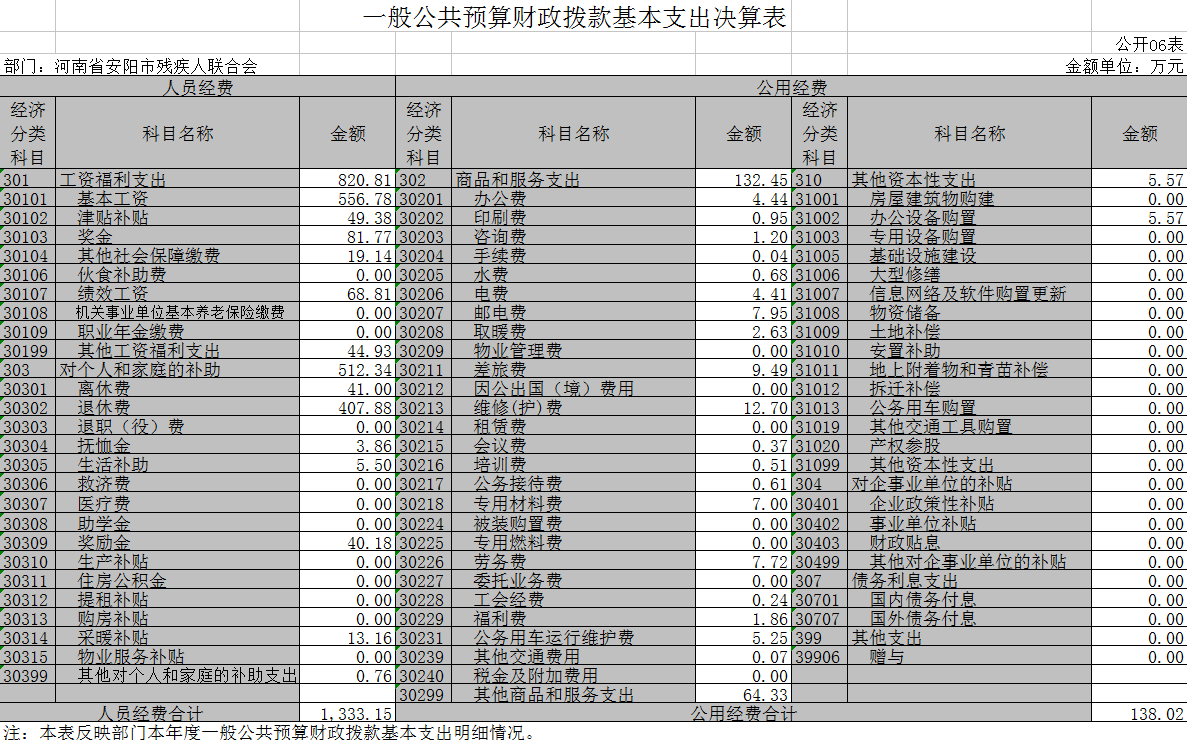 一般公共预算财政拨款基本支出决算表
公开06表
部门：河南省安阳市残疾人联合会 金额单位：万元
人员经费 公用经费
经济分类科目 科目名称 金额 经济分类科目 科目名称 金额 经济分类科目 科目名称 金额
301 工资福利支出 820.81 302 商品和服务支出 132.45 310 其他资本性支出 5.57
30101 基本工资 556.78 30201 办公费 4.44 31001 房屋建筑物购建 0.00
30102 津贴补贴 49.38 30202 印刷费 0.95 31002 办公设备购置 5.57
30103 奖金 81.77 30203 咨询费 1.20 31003 专用设备购置 0.00
30104 其他社会保障缴费 19.14 30204 手续费 0.04 31005 基础设施建设 0.00
30106 伙食补助费 0.00 30205 水费 0.68 31006 大型修缮 0.00
30107 绩效工资 68.81 30206 电费 4.41 31007 信息网络及软件购置更新 0.00
30108 机关事业单位基本养老保险缴费 0.00 30207 邮电费 7.95 31008 物资储备 0.00
30109 职业年金缴费 0.00 30208 取暖费 2.63 31009 土地补偿 0.00
30199 其他工资福利支出 44.93 30209 物业管理费 0.00 31010 安置补助 0.00
303 对个人和家庭的补助 512.34 30211 差旅费 9.49 31011 地上附着物和青苗补偿 0.00
30301 离休费 41.00 30212 因公出国（境）费用 0.00 31012 拆迁补偿 0.00
30302 退休费 407.88 30213 维修(护)费 12.70 31013 公务用车购置 0.00
30303 退职（役）费 0.00 30214 租赁费 0.00 31019 其他交通工具购置 0.00
30304 抚恤金 3.86 30215 会议费 0.37 31020 产权参股 0.00
30305 生活补助 5.50 30216 培训费 0.51 31099 其他资本性支出 0.00
30306 救济费 0.00 30217 公务接待费 0.61 304 对企事业单位的补贴 0.00
30307 医疗费 0.00 30218 专用材料费 7.00 30401 企业政策性补贴 0.00
30308 助学金 0.00 30224 被装购置费 0.00 30402 事业单位补贴 0.00
30309 奖励金 40.18 30225 专用燃料费 0.00 30403 财政贴息 0.00
30310 生产补贴 0.00 30226 劳务费 7.72 30499 其他对企事业单位的补贴 0.00
30311 住房公积金 0.00 30227 委托业务费 0.00 307 债务利息支出 0.00
30312 提租补贴 0.00 30228 工会经费 0.24 30701 国内债务付息 0.00
30313 购房补贴 0.00 30229 福利费 1.86 30707 国外债务付息 0.00
30314 采暖补贴 13.16 30231 公务用车运行维护费 5.25 399 其他支出 0.00
30315 物业服务补贴 0.00 30239 其他交通费用 0.07 39906 赠与 0.00
30399 其他对个人和家庭的补助支出 0.76 30240 税金及附加费用 0.00
30299 其他商品和服务支出 64.33
人员经费合计 1,333.15 公用经费合计 138.02
注：本表反映部门本年度一般公共预算财政拨款基本支出明细情况。